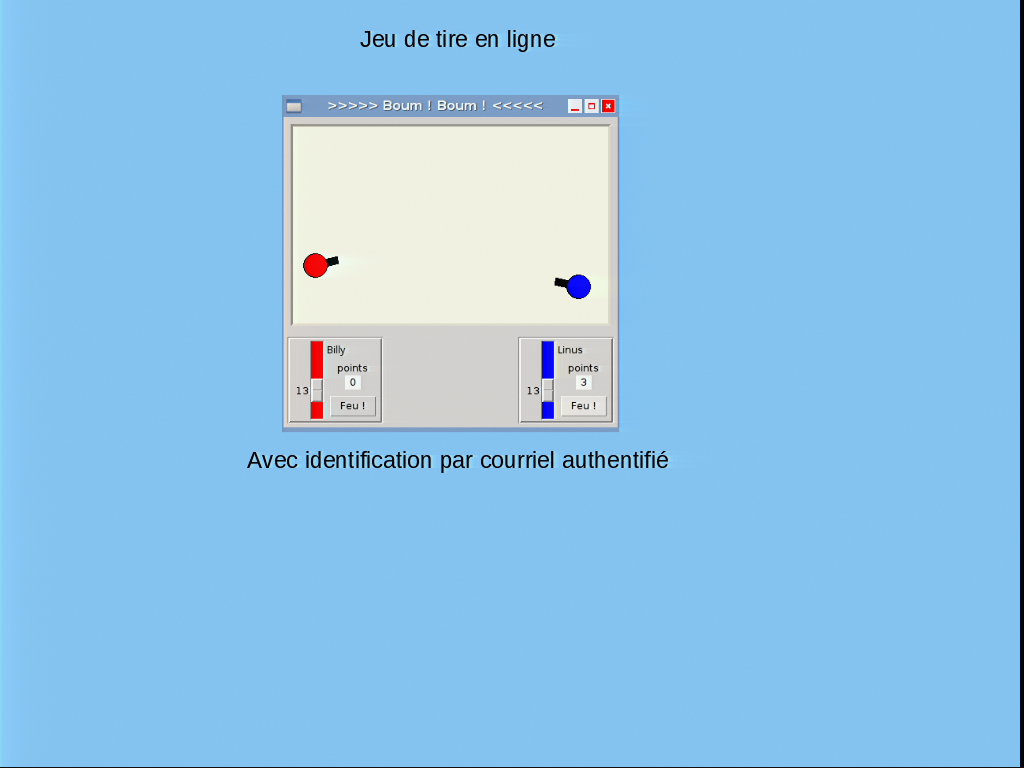 Jeu de tire en ligne
>>>>> Boum ! Boum ! <<<<<
Billy
points
0
13
Feu !
Linus
points
3
13
Feu !
Avec identification par courriel authentifié